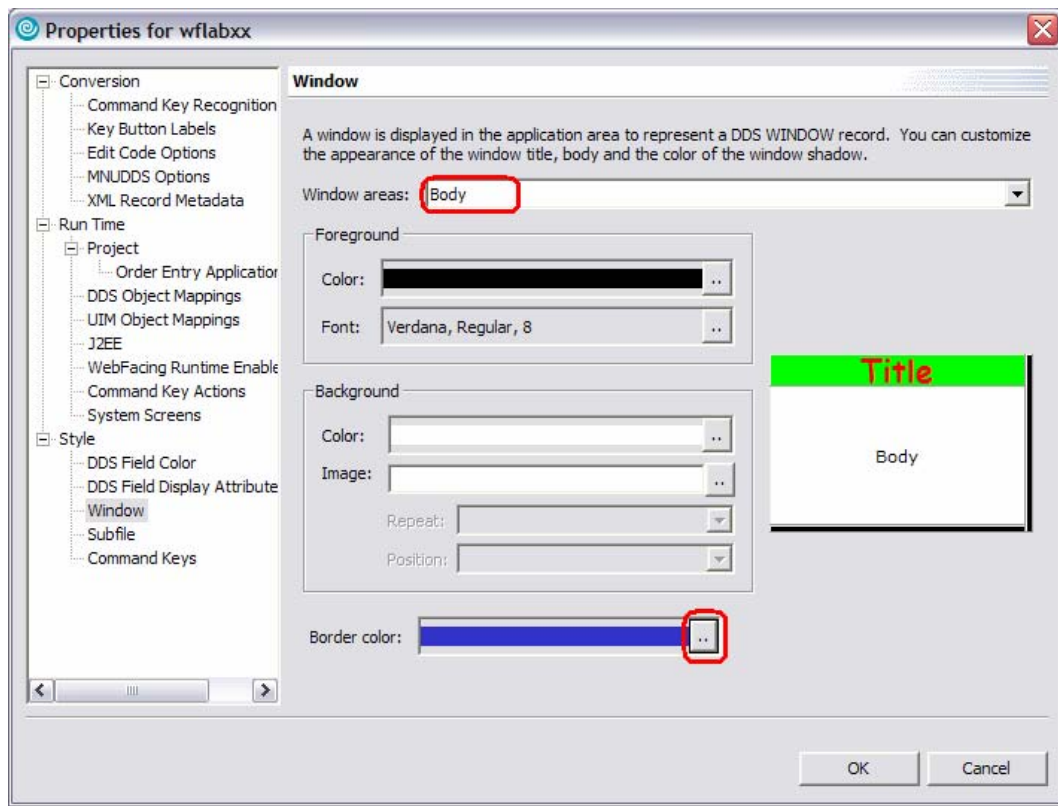 Properties for wflabxx
Conversion
Command Key Recognition
Key Button Labels
Edit Code Options
MNUDDS Options
XML Record Metadata
Run Time
Project
Order Entry Application
DDS Object Mappings
UIM Object Mappings
J2EE
WebFacing Runtime Enable
Command Key Actions
System Screens
Style
DDS Field Color
DDS Field Display Attribute
Window
Subfile
Command Keys
Window
A window is displayed in the application area to represent a DDS WINDOW record. You can customize
the appearance of the window title, body and the color of the window shadow.
Window areas: Body
Foreground
Color: ..
Font: Verdana, Regular, 8 ..
Background
Color: ..
Image: ..
Repeat:
Position:
Border color: ..
Title
Body
OK Cancel